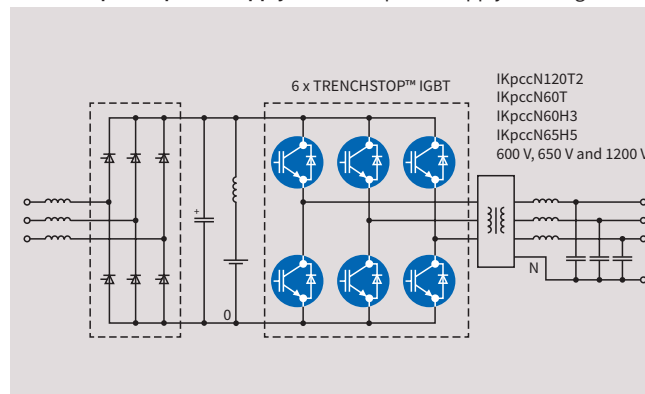 6 x TRENCHSTOP™ IGBT
IKpccN120T2
IKpccN60T
IKpccN60H3
IKpccN65H5
600 V, 650 V and 1200 V
+
N
0